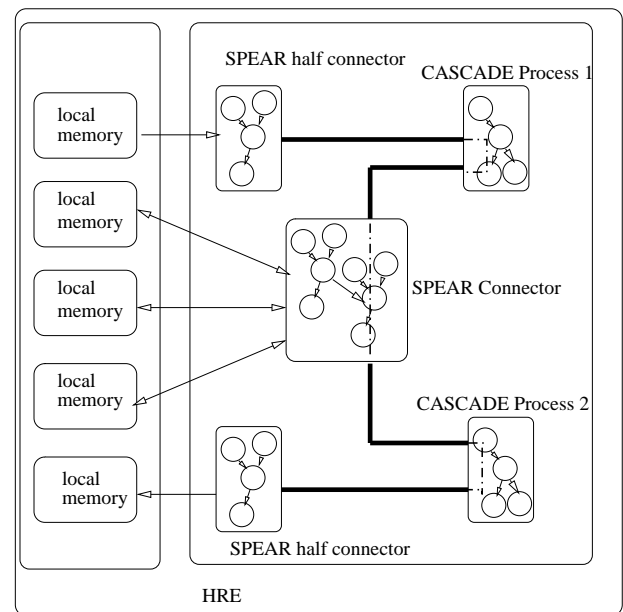 SPEAR half connector
CASCADE Process 1
local
memory
local
memory
local
memory
local
memory
local
memory
SPEAR Connector
CASCADE Process 2
SPEAR half connector
HRE